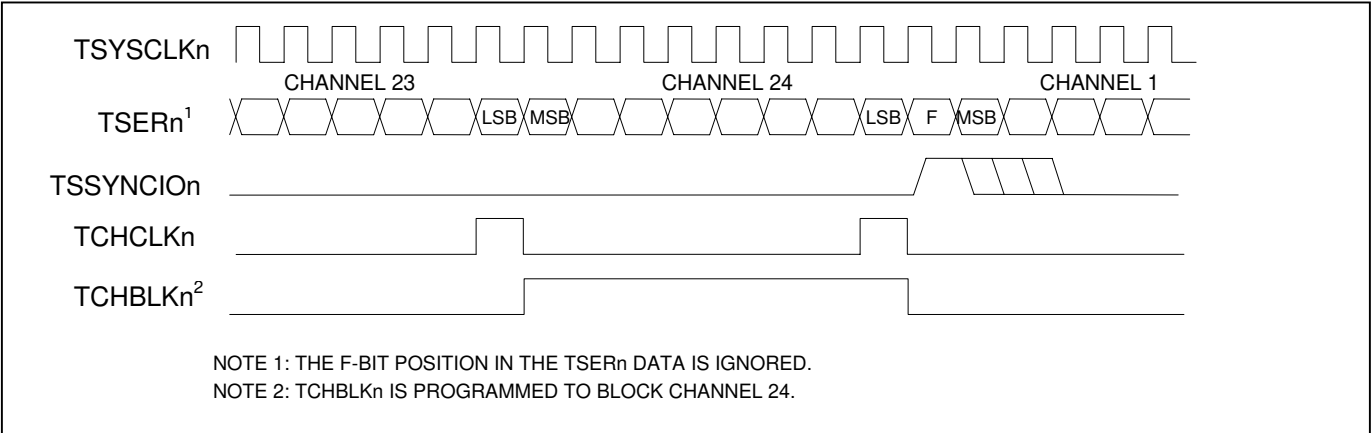 TSYSCLKn
CHANNEL 23 CHANNEL 24 CHANNEL 1
TSERn¹ LSB MSB LSB F MSB
TSSYNCIOn
TCHCLKn
TCHBLKn²
NOTE 1: THE F-BIT POSITION IN THE TSERn DATA IS IGNORED.
NOTE 2: TCHBLKn IS PROGRAMMED TO BLOCK CHANNEL 24.